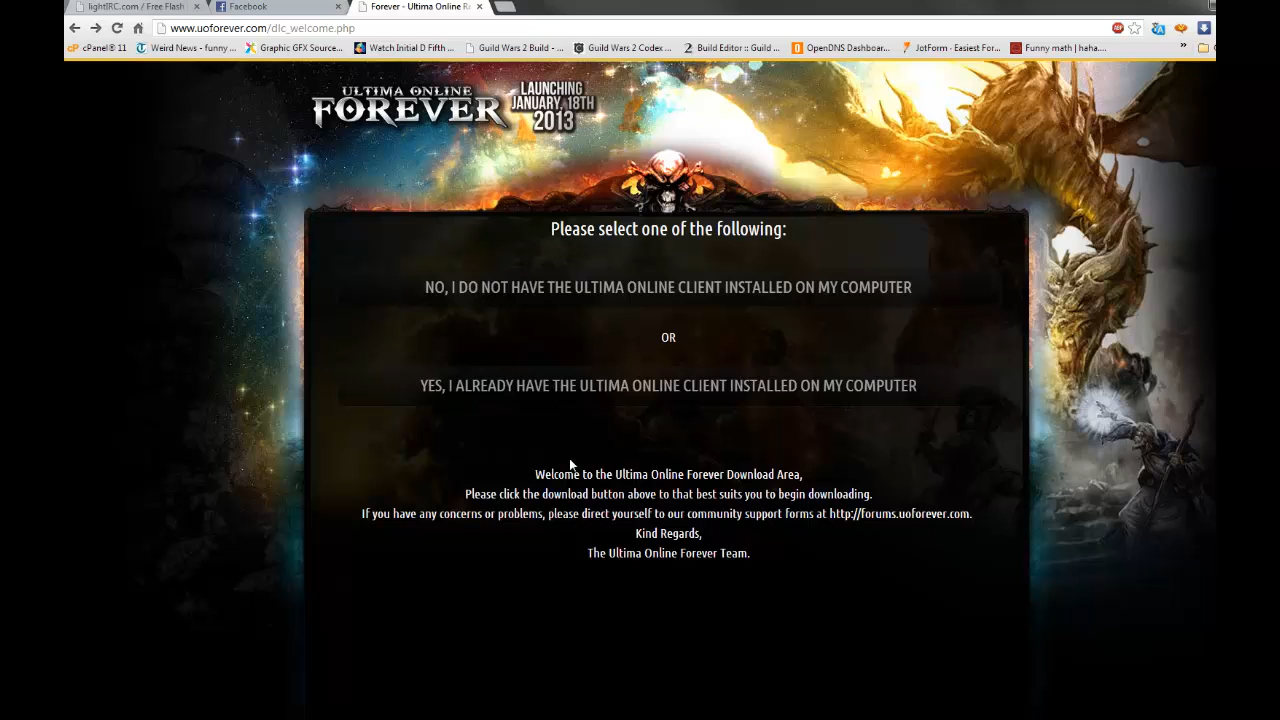 lightIRC.com / Free Flash
Facebook
Forever - Ultima Online R
www.uoforever.com/dlc_welcome.php
cPanel® 11
Weird News - funny ...
Graphic GFX Source...
Watch Initial D Fifth ...
Guild Wars 2 Build - ...
Guild Wars 2 Codex ...
Build Editor :: Guild ...
OpenDNS Dashboar...
JotForm · Easiest For...
Funny math | haha....
»
ULTIMA ONLINE
FOREVER
LAUNCHING
JANUARY, 18TH
2013
Please select one of the following:
NO, I DO NOT HAVE THE ULTIMA ONLINE CLIENT INSTALLED ON MY COMPUTER
OR
YES, I ALREADY HAVE THE ULTIMA ONLINE CLIENT INSTALLED ON MY COMPUTER
Welcome to the Ultima Online Forever Download Area,
Please click the download button above to that best suits you to begin downloading.
If you have any concerns or problems, please direct yourself to our community support forms at http://forums.uoforever.com.
Kind Regards,
The Ultima Online Forever Team.